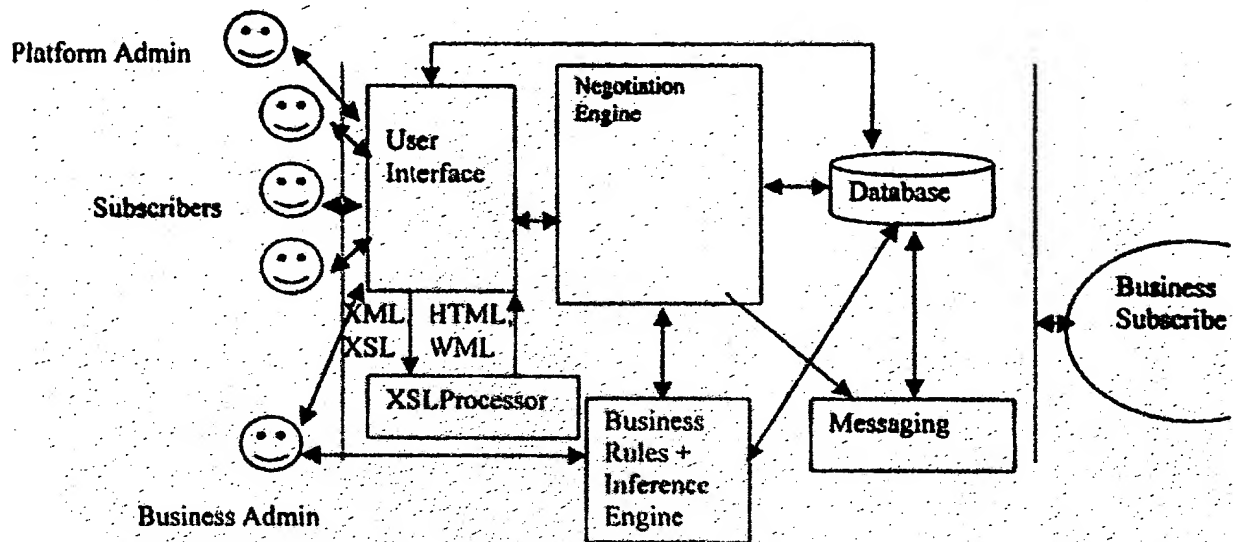 Platform Admin
Negotiation
Engine
User
Interface
Database
Subscribers
Business
Subscribe
XML, HTML,
XSL WML
XSLProcessor
Business
Rules +
Inference
Engine
Messaging
Business Admin